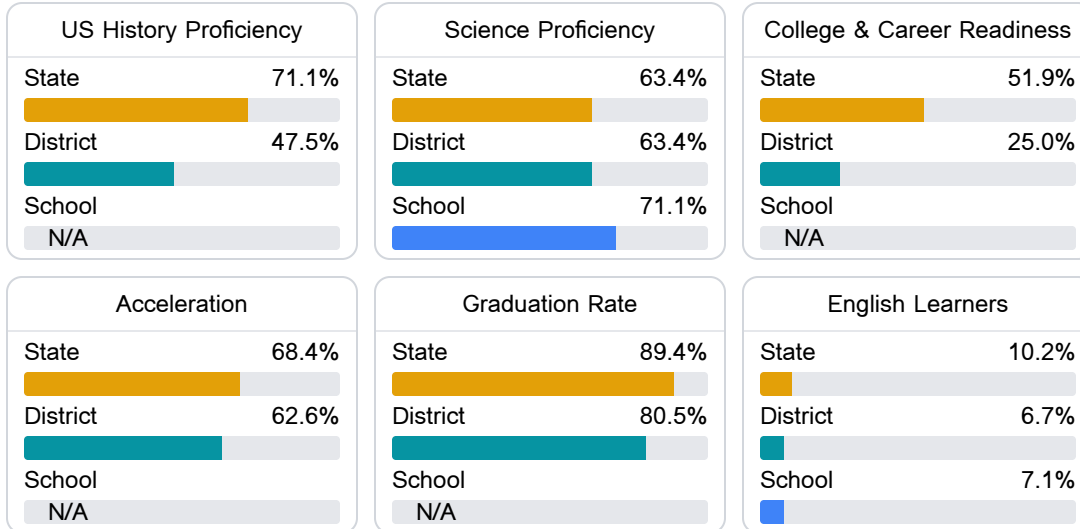 US History Proficiency
State 71.1%
District 47.5%
School
N/A
Science Proficiency
State 63.4%
District 63.4%
School 71.1%
College & Career Readiness
State 51.9%
District 25.0%
School
N/A
Acceleration
State 68.4%
District 62.6%
School
N/A
Graduation Rate
State 89.4%
District 80.5%
School
N/A
English Learners
State 10.2%
District 6.7%
School 7.1%